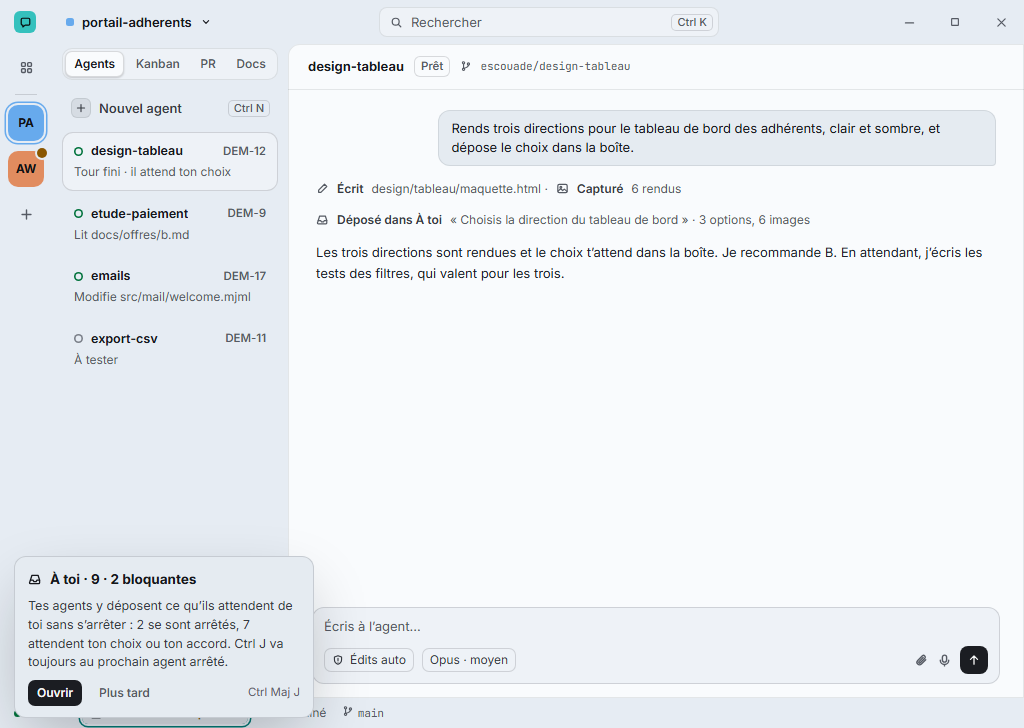 portail-adherents
Rechercher
Ctrl K
Agents
Kanban
PR
Docs
PA
AW
Nouvel agent
Ctrl N
design-tableau
DEM-12
Tour fini · il attend ton choix
etude-paiement
DEM-9
Lit docs/offres/b.md
emails
DEM-17
Modifie src/mail/welcome.mjml
export-csv
DEM-11
À tester
design-tableau
Prêt
escouade/design-tableau
Rends trois directions pour le tableau de bord des adhérents, clair et sombre, et
dépose le choix dans la boîte.
Écrit design/tableau/maquette.html · Capturé 6 rendus
Déposé dans À toi « Choisis la direction du tableau de bord » · 3 options, 6 images
Les trois directions sont rendues et le choix t’attend dans la boîte. Je recommande B. En attendant, j’écris les
tests des filtres, qui valent pour les trois.
À toi · 9 · 2 bloquantes
Tes agents y déposent ce qu’ils attendent de
toi sans s’arrêter : 2 se sont arrêtés, 7
attendent ton choix ou ton accord. Ctrl J va
toujours au prochain agent arrêté.
Ouvrir
Plus tard
Ctrl Maj J
Écris à l’agent…
Édits auto
Opus · moyen
main